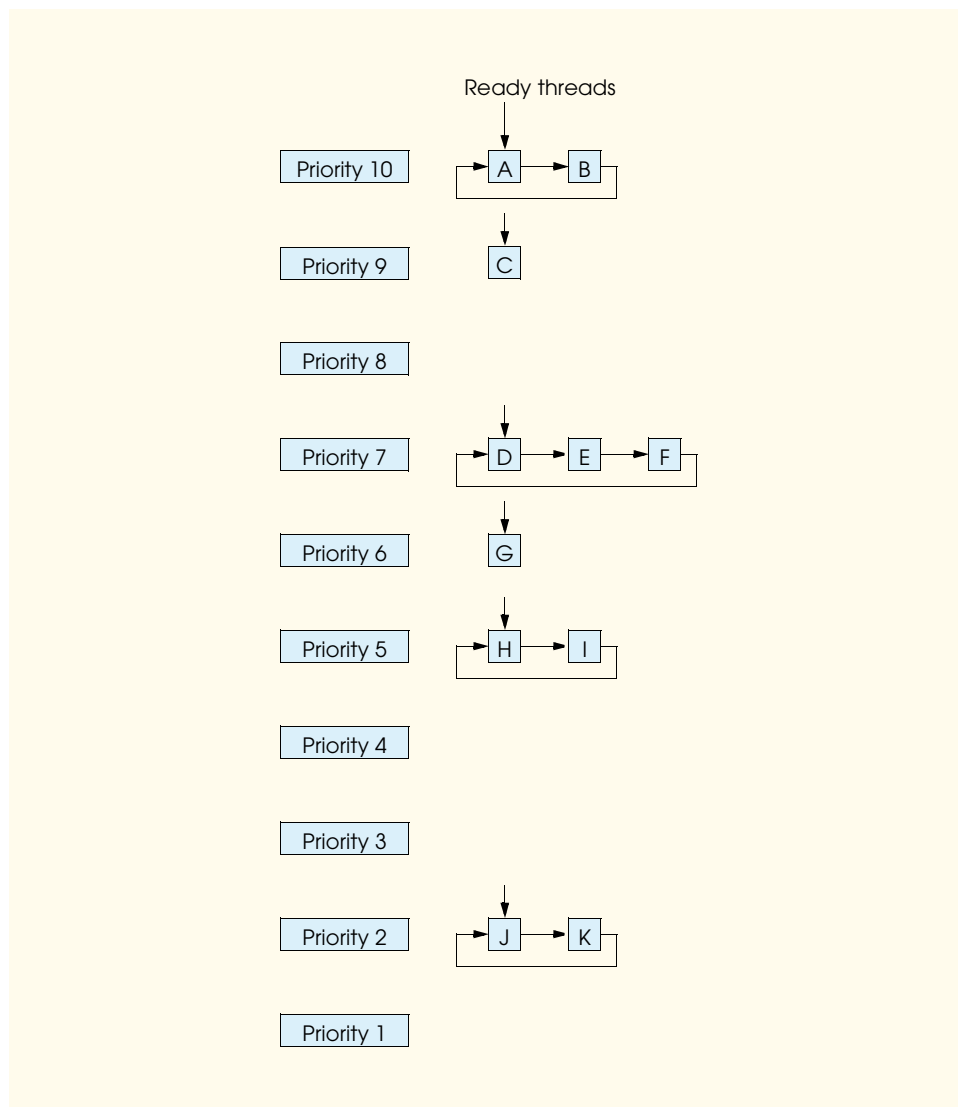 Ready threads
Priority 10 A B
Priority 9 C
Priority 8
Priority 7 D E F
Priority 6 G
Priority 5 H I
Priority 4
Priority 3
Priority 2 J K
Priority 1